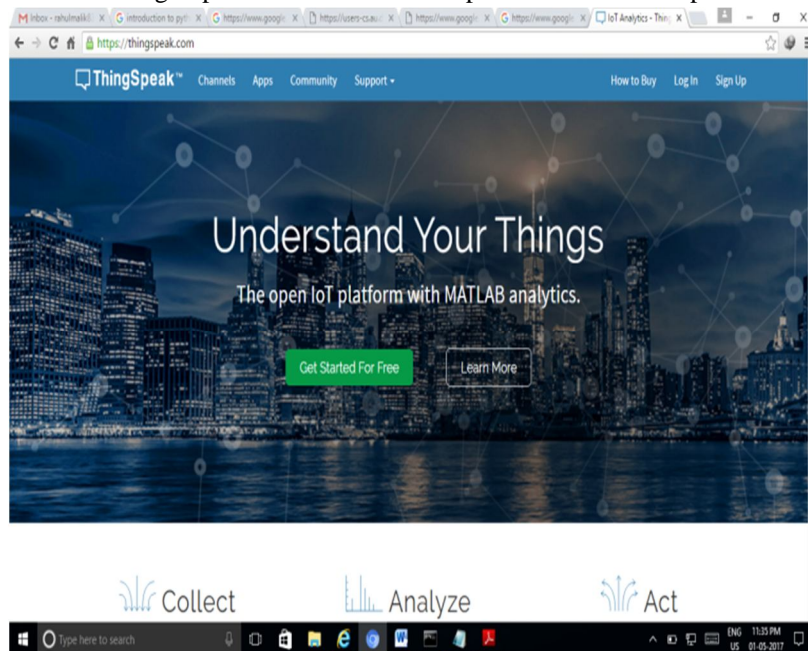 Inbox - rahulmalik8 introduction to pyth https://www.google https://users-cs.au https://www.google https://www.google IoT Analytics - Thing
https://thingspeak.com
ThingSpeak™ Channels Apps Community Support How to Buy Log In Sign Up
Understand Your Things
The open IoT platform with MATLAB analytics.
Get Started For Free Learn More
Collect Analyze Act
Type here to search ENG 11:35 PM
US 01-05-2017